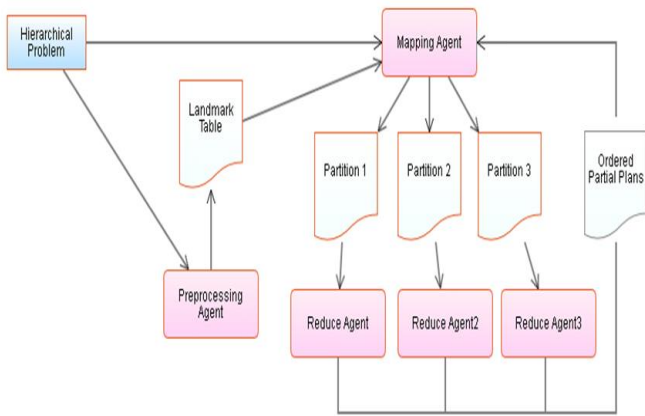 Hierarchical
Problem
Mapping Agent
Landmark
Table
Partition 1
Partition 2
Partition 3
Ordered
Partial Plans
Preprocessing
Agent
Reduce Agent
Reduce Agent2
Reduce Agent3